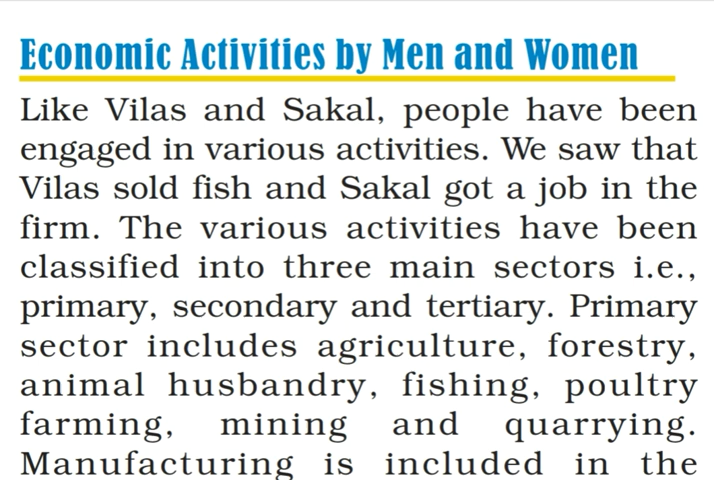 Economic Activities by Men and Women
Like Vilas and Sakal, people have been
engaged in various activities. We saw that
Vilas sold fish and Sakal got a job in the
firm. The various activities have been
classified into three main sectors i.e.,
primary, secondary and tertiary. Primary
sector includes agriculture, forestry,
animal husbandry, fishing, poultry
farming, mining and quarrying.
Manufacturing is included in the